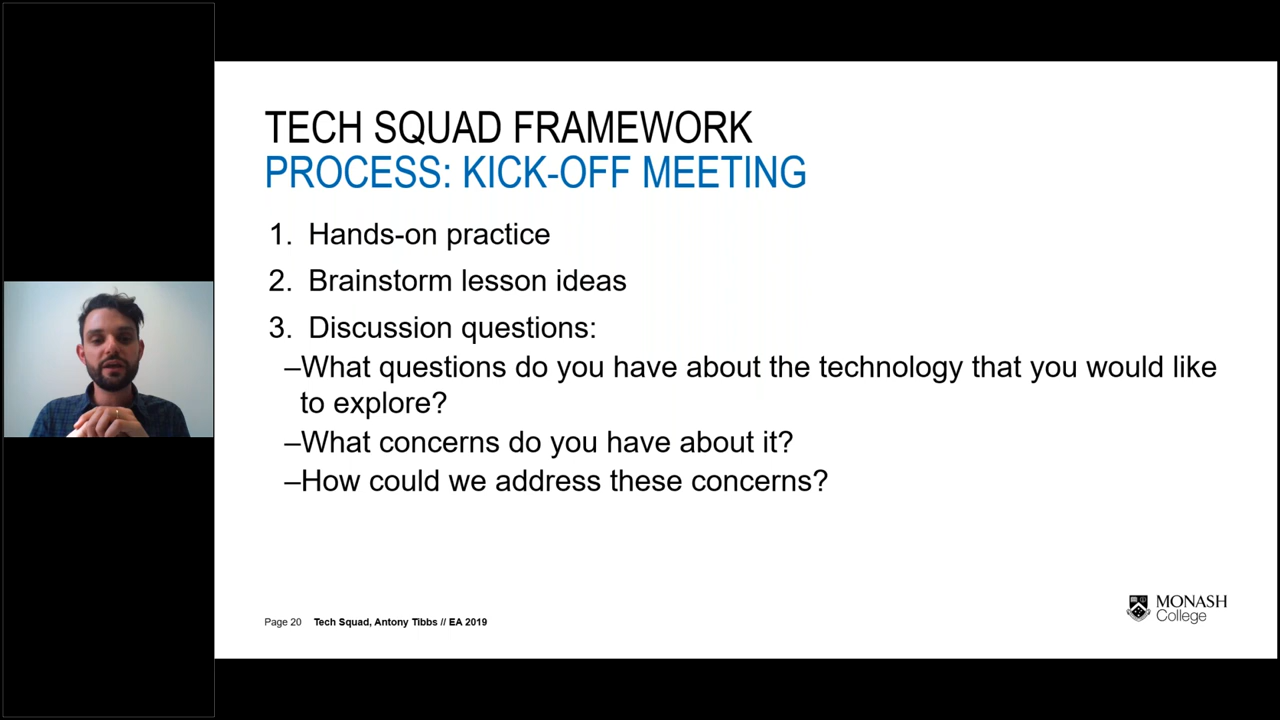 TECH SQUAD FRAMEWORK
PROCESS: KICK-OFF MEETING
1. Hands-on practice
2. Brainstorm lesson ideas
3. Discussion questions:
–What questions do you have about the technology that you would like
to explore?
–What concerns do you have about it?
–How could we address these concerns?
Page 20 Tech Squad, Antony Tibbs // EA 2019
MONASH
College